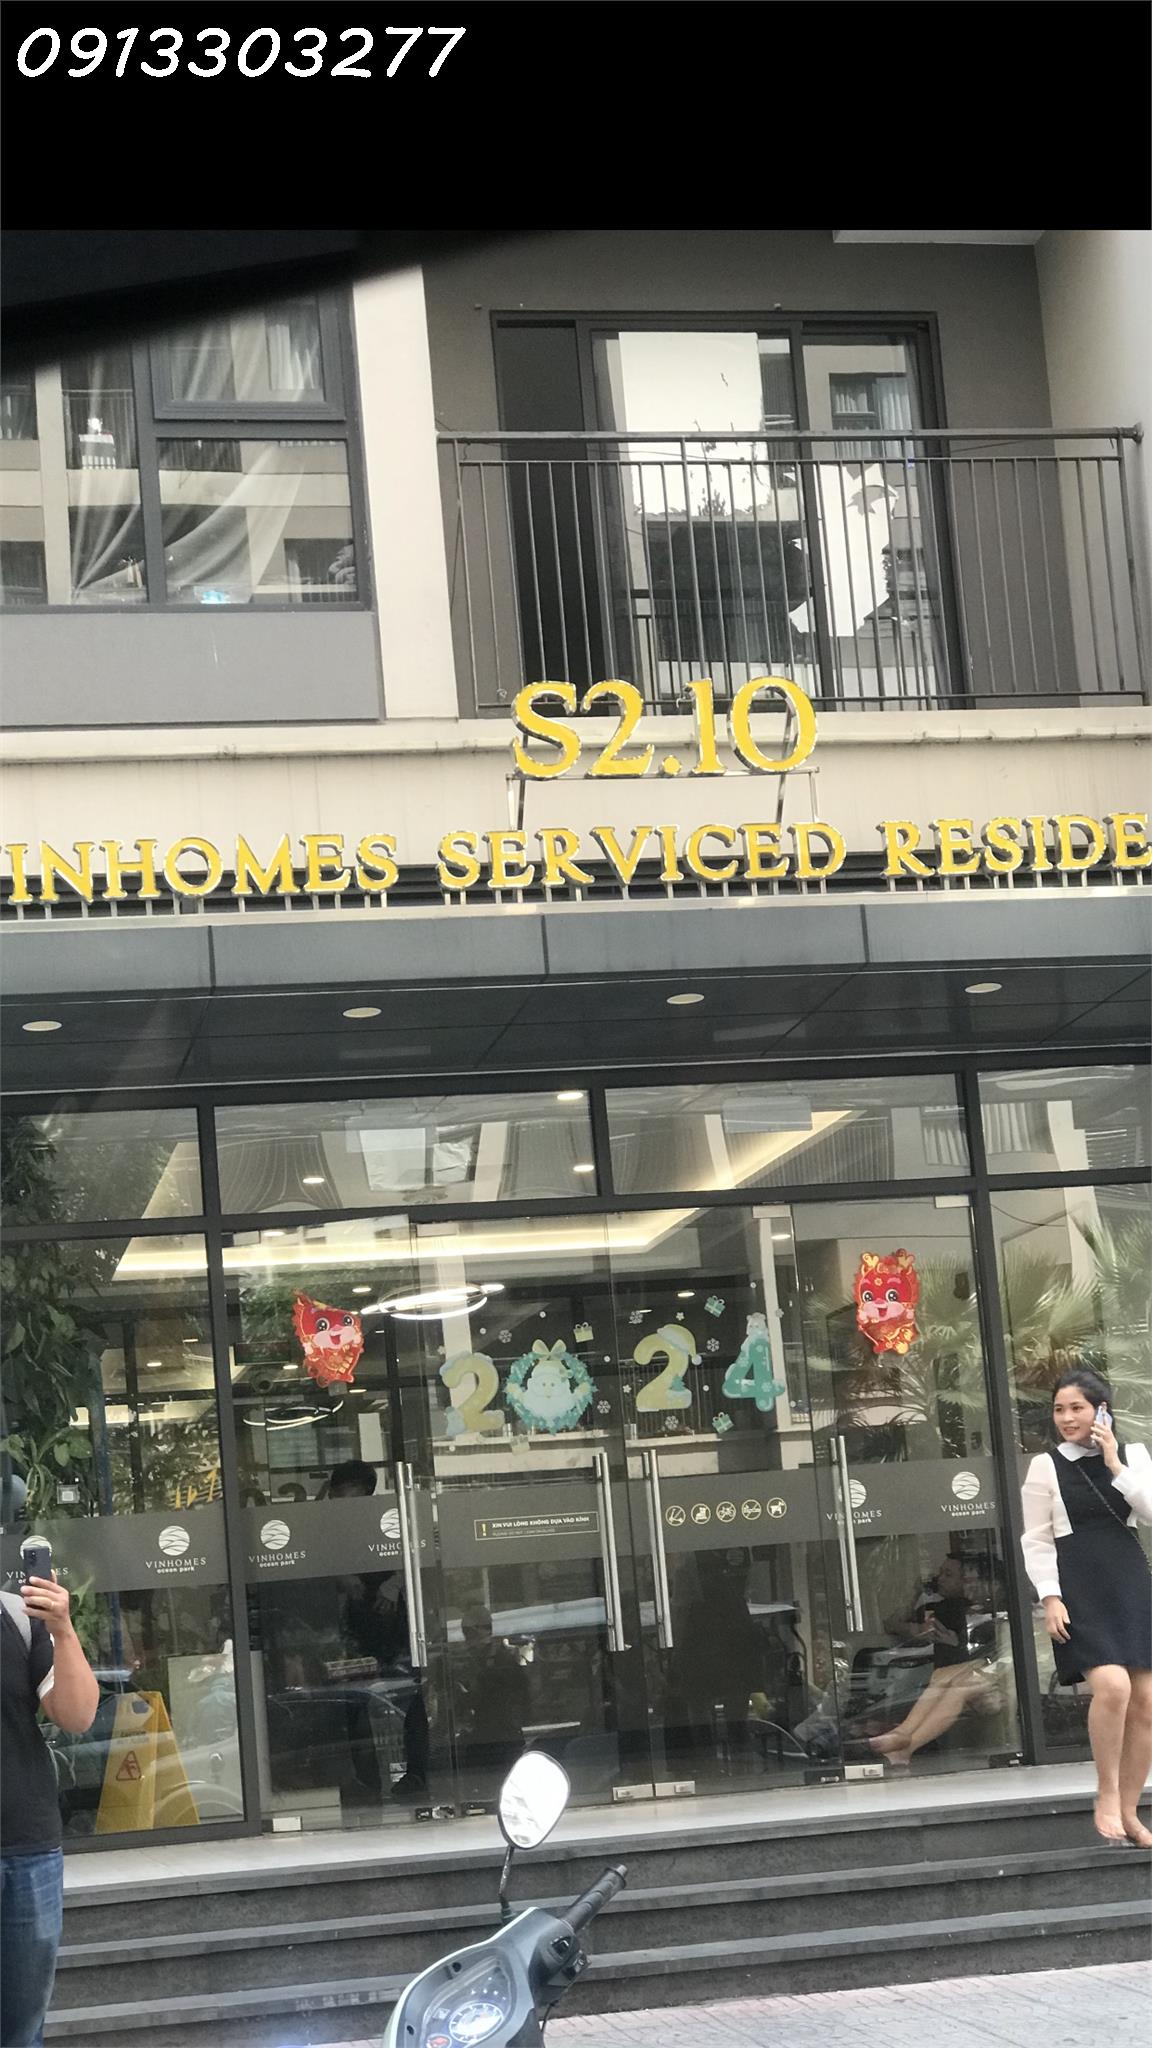 0913303277
S2.10
VINHOMES SERVICED RESIDE
2024
VINHOMES
ocean park
VINHOMES
ocean park
VINHOMES
ocean park
XIN VUI LÒNG KHÔNG DỰA VÀO KÍNH
VINHOMES
ocean park
VINHOMES
ocean park